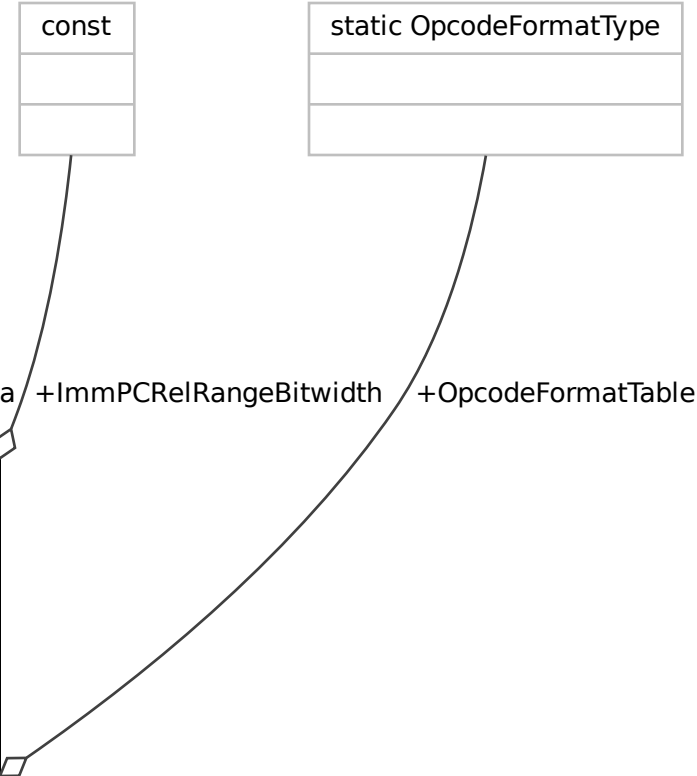 const
static OpcodeFormatType
a
+ImmPCRelRangeBitwidth
+OpcodeFormatTable